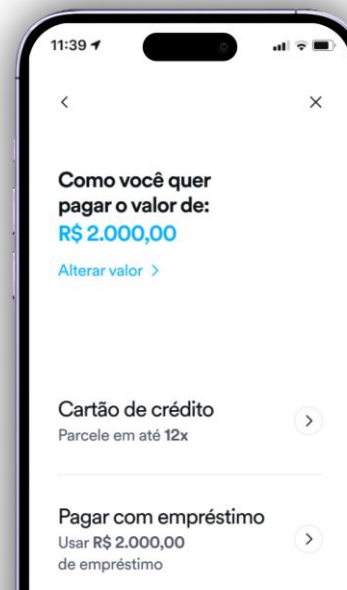 11:39
Como você quer
pagar o valor de:
R$ 2.000,00
Alterar valor >
Cartão de crédito
Parcele em até 12x
Pagar com empréstimo
Usar R$ 2.000,00
de empréstimo